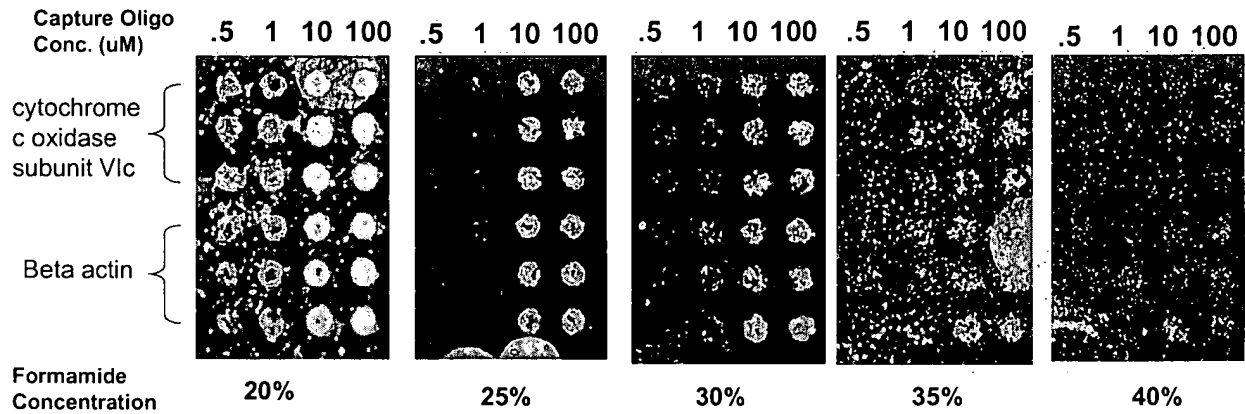 Capture Oligo
Conc. (uM)
.5 1 10 100
.5 1 10 100
.5 1 10 100
.5 1 10 100
.5 1 10 100
cytochrome
c oxidase
subunit VIc
Beta actin
Formamide
Concentration
20% 25% 30% 35% 40%